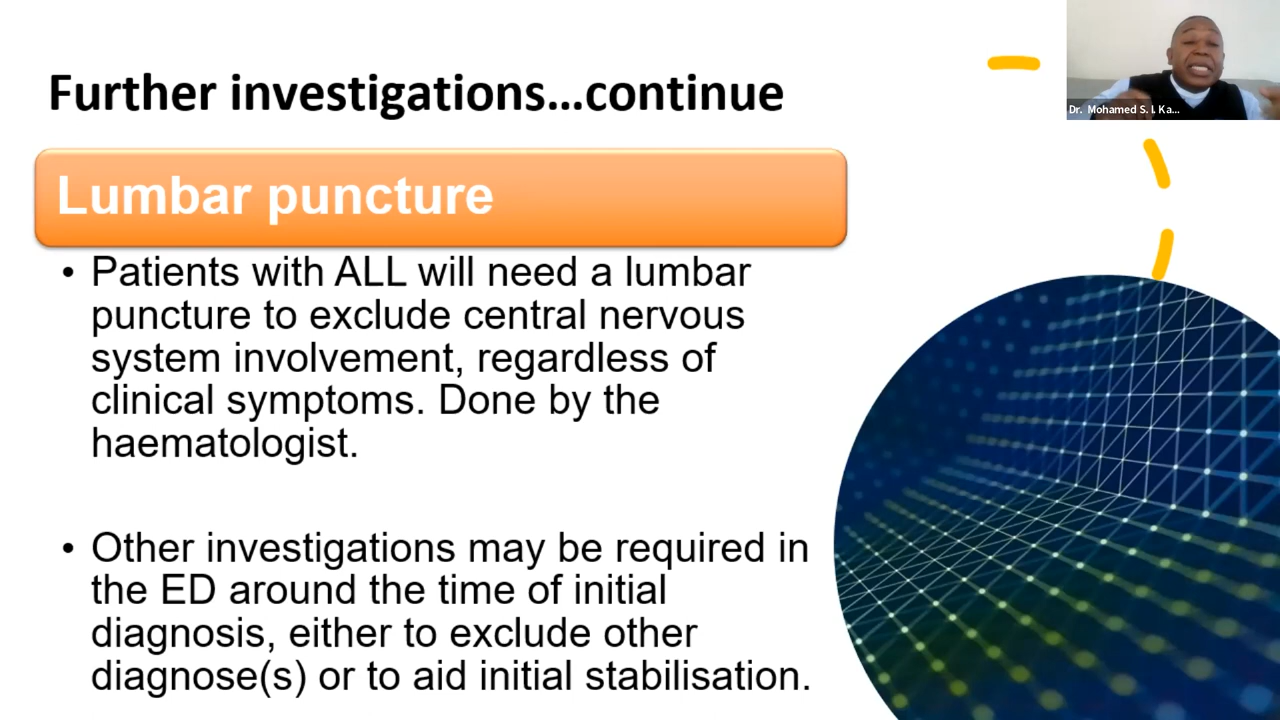 Further investigations...continue
Dr. Mohamed S. I. Ka...
Lumbar puncture
• Patients with ALL will need a lumbar
puncture to exclude central nervous
system involvement, regardless of
clinical symptoms. Done by the
haematologist.
• Other investigations may be required in
the ED around the time of initial
diagnosis, either to exclude other
diagnose(s) or to aid initial stabilisation.